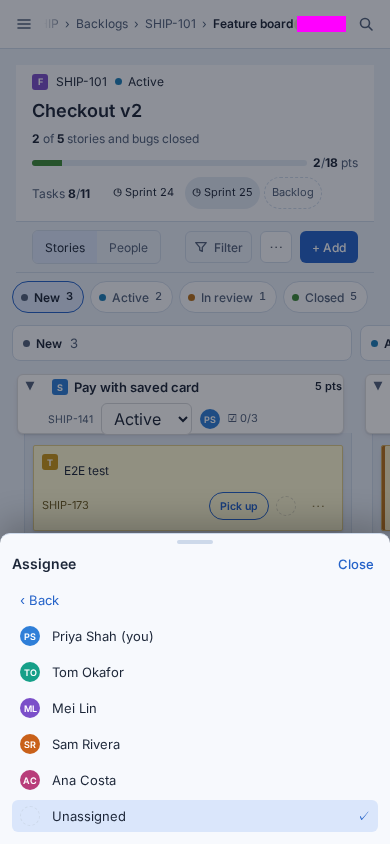 IP › Backlogs › SHIP-101 › Feature board
F SHIP-101 Active
Checkout v2
2 of 5 stories and bugs closed
2/18 pts
Tasks 8/11 Sprint 24 Sprint 25 Backlog
Stories People Filter ··· + Add
New 3 Active 2 In review 1 Closed 5
New 3 A
S Pay with saved card 5 pts
SHIP-141 Active PS 0/3
T E2E test
SHIP-173 Pick up ···
Assignee Close
‹ Back
PS Priya Shah (you)
TO Tom Okafor
ML Mei Lin
SR Sam Rivera
AC Ana Costa
Unassigned ✓